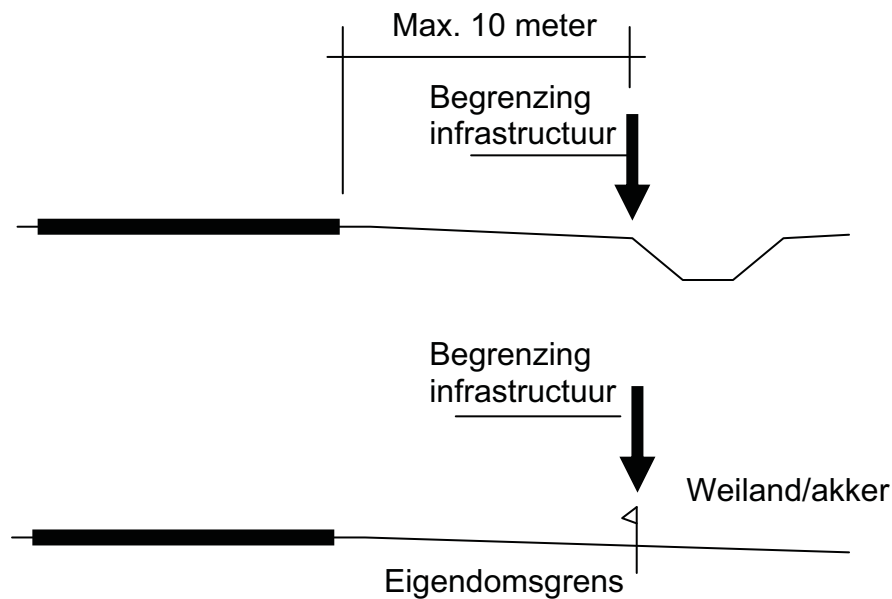 Max. 10 meter
Begrenzing
infrastructuur
Begrenzing
infrastructuur
Weiland/akker
Eigendomsgrens